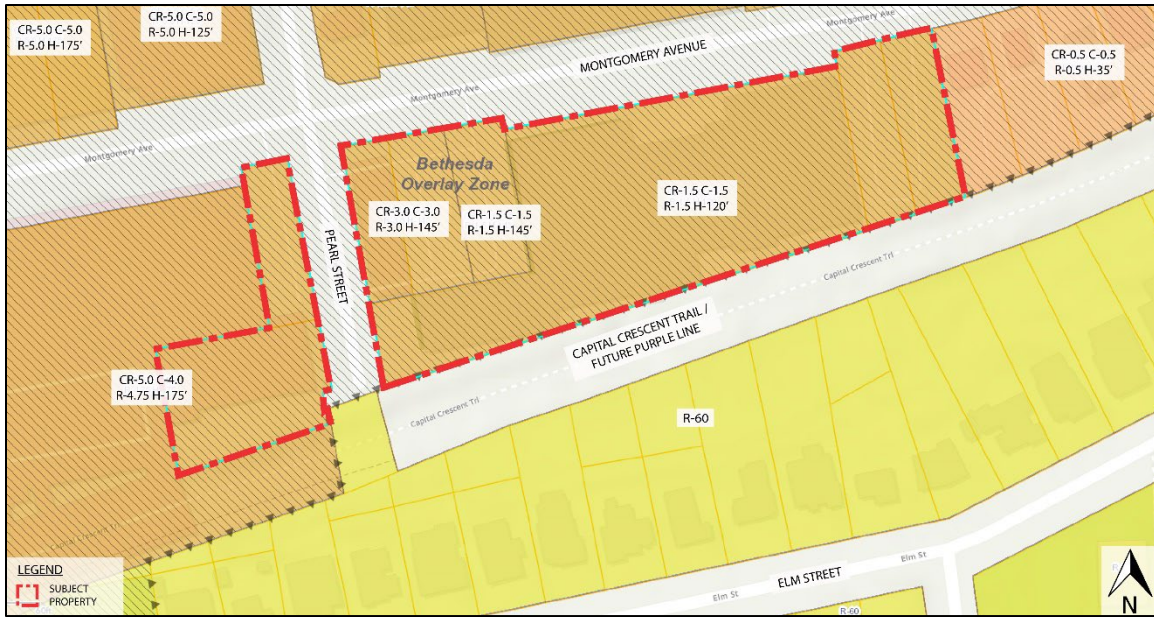 CR-5.0 C-5.0
R-5.0 H-175'
CR-5.0 C-5.0
R-5.0 H-125'
Montgomery Ave
MONTGOMERY AVENUE
CR-0.5 C-0.5
R-0.5 H-35'
Montgomery Ave
Montgomery Ave
Bethesda
Overlay Zone
CR-3.0 C-3.0
R-3.0 H-145'
CR-1.5 C-1.5
R-1.5 H-145'
CR-1.5 C-1.5
R-1.5 H-120'
PEARL STREET
Capital Crescent Trl
CAPITAL CRESCENT TRAIL /
FUTURE PURPLE LINE
CR-5.0 C-4.0
R-4.75 H-175'
Capital Crescent Trl
R-60
Capital Crescent Trl
LEGEND
SUBJECT
PROPERTY
Elm St
ELM STREET
Elm St
R-60
N